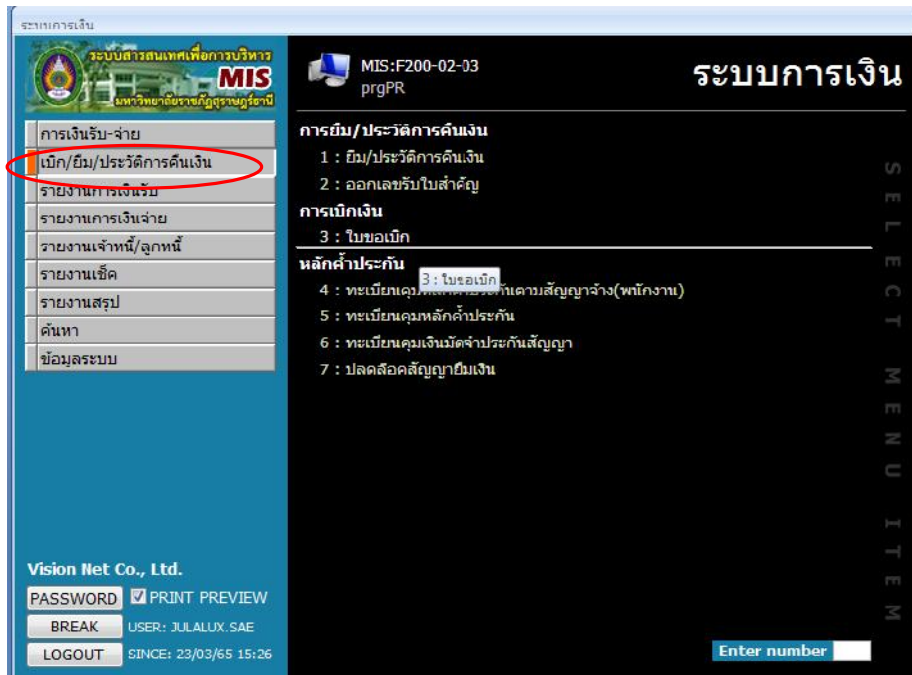 ระบบการเงิน
ระบบสารสนเทศเพื่อการบริหาร
MIS
มหาวิทยาลัยราชภัฏสุราษฎร์ธานี
การเงินรับ-จ่าย
เบิก/ยืม/ประวัติการคืนเงิน
รายงานการเงินรับ
รายงานการเงินจ่าย
รายงานเจ้าหนี้/ลูกหนี้
รายงานเช็ค
รายงานสรุป
ค้นหา
ข้อมูลระบบ
Vision Net Co., Ltd.
PASSWORD PRINT PREVIEW
BREAK USER: JULALUX.SAE
LOGOUT SINCE: 23/03/65 15:26
MIS:F200-02-03
prgPR
ระบบการเงิน
การยืม/ประวัติการคืนเงิน
1 : ยืม/ประวัติการคืนเงิน
2 : ออกเลขรับใบสำคัญ
การเบิกเงิน
3 : ใบขอเบิก
หลักค้ำประกัน
3 : ใบขอเบิก
4 : ทะเบียนคุมหลักค้ำประกันตามสัญญาจ้าง(พนักงาน)
5 : ทะเบียนคุมหลักค้ำประกัน
6 : ทะเบียนคุมเงินมัดจำประกันสัญญา
7 : ปลดล๊อคสัญญายืมเงิน
SELECT MENU ITEM
Enter number